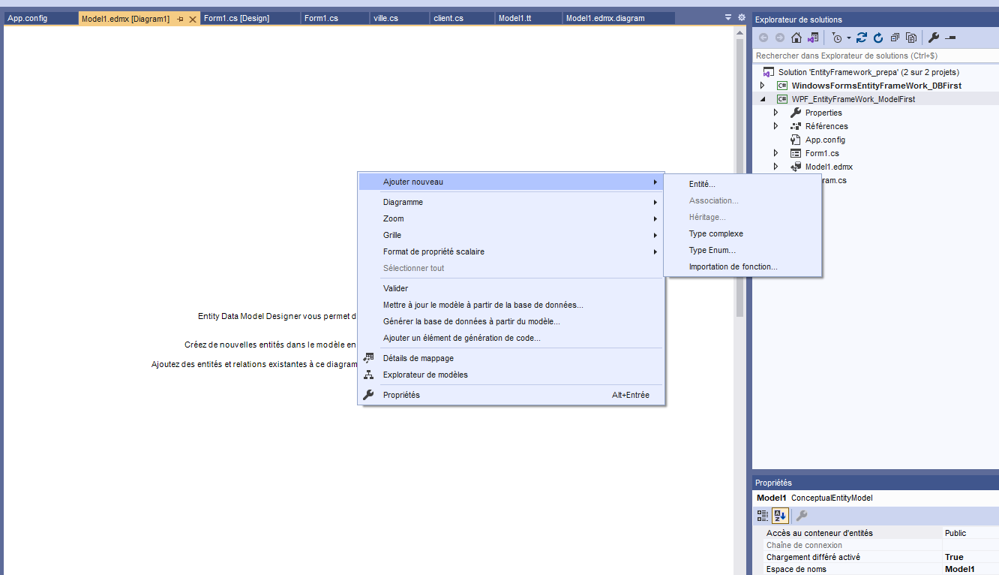 App.config
Model1.edmx [Diagram1]
Form1.cs [Design]
Form1.cs
ville.cs
client.cs
Model1.tt
Model1.edmx.diagram
Entity Data Model Designer vous permet d
Créez de nouvelles entités dans le modèle en
Ajoutez des entités et relations existantes à ce diagram
Ajouter nouveau
Diagramme
Zoom
Grille
Format de propriété scalaire
Sélectionner tout
Valider
Mettre à jour le modèle à partir de la base de données...
Générer la base de données à partir du modèle...
Ajouter un élément de génération de code...
Détails de mappage
Explorateur de modèles
Propriétés Alt+Entrée
Entité...
Association...
Héritage...
Type complexe
Type Enum...
Importation de fonction...
Explorateur de solutions
Rechercher dans Explorateur de solutions (Ctrl+$)
Solution 'EntityFramework_prepa' (2 sur 2 projets)
C# WindowsFormsEntityFrameWork_DBFirst
C# WPF_EntityFrameWork_ModelFirst
Properties
Références
App.config
Form1.cs
Model1.edmx
ram.cs
Propriétés
Model1 ConceptualEntityModel
Accès au conteneur d'entités Public
Chaîne de connexion
Chargement différé activé True
Espace de noms Model1